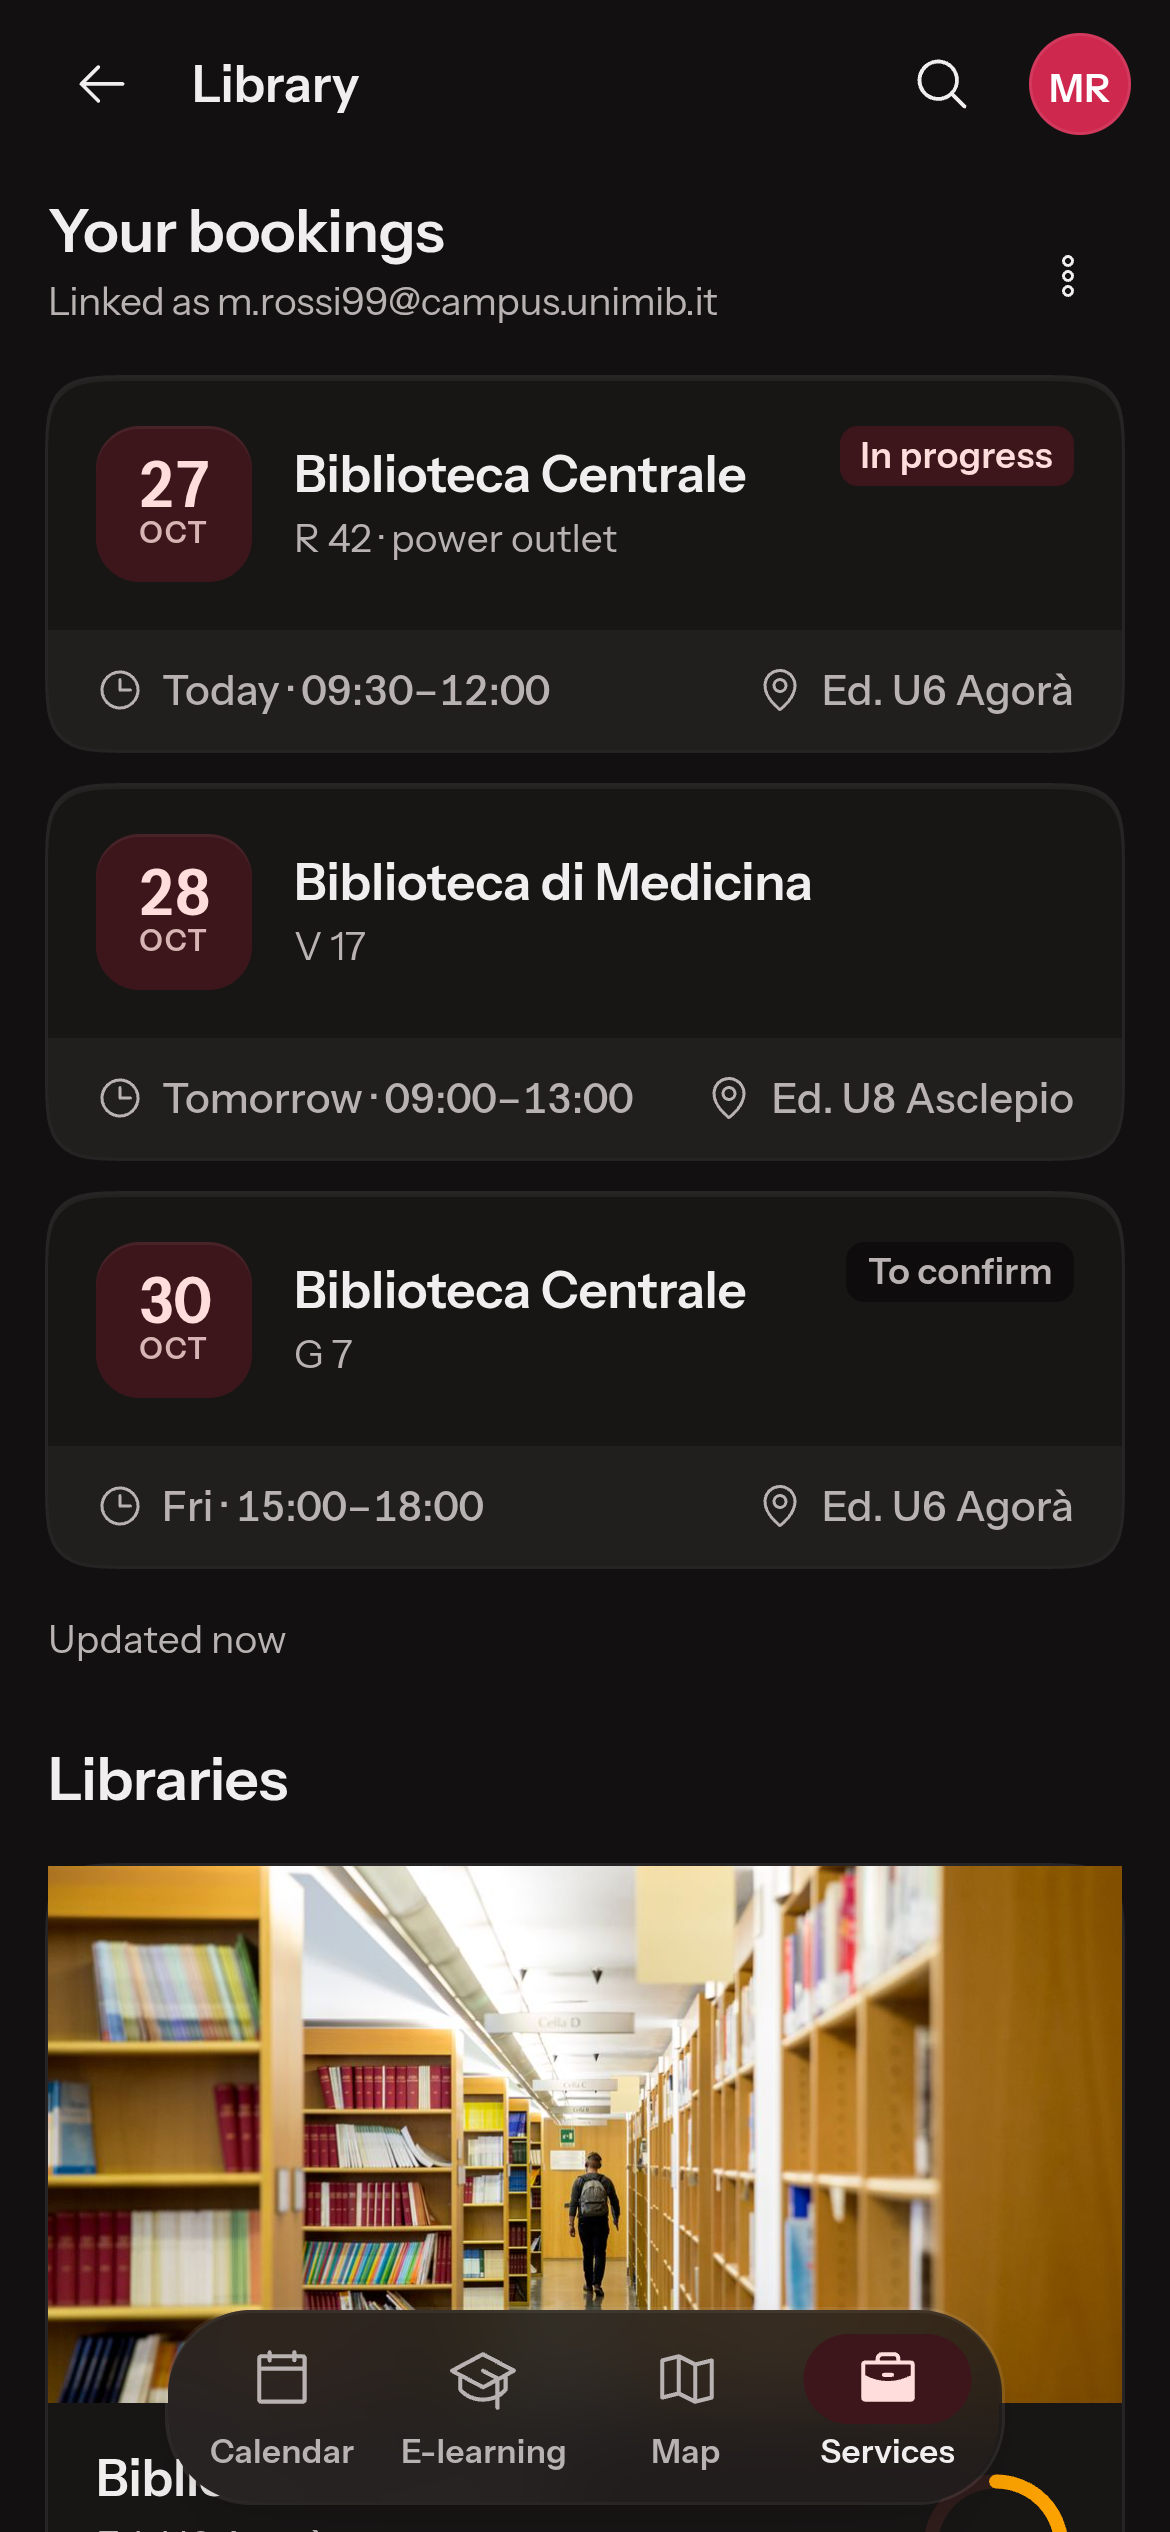 Library
MR
Your bookings
Linked as m.rossi99@campus.unimib.it
27
OCT
Biblioteca Centrale
In progress
R 42 · power outlet
Today · 09:30–12:00
Ed. U6 Agorà
28
OCT
Biblioteca di Medicina
V 17
Tomorrow · 09:00–13:00
Ed. U8 Asclepio
30
OCT
Biblioteca Centrale
To confirm
G 7
Fri · 15:00–18:00
Ed. U6 Agorà
Updated now
Libraries
Cella D
Calendar
E-learning
Map
Services